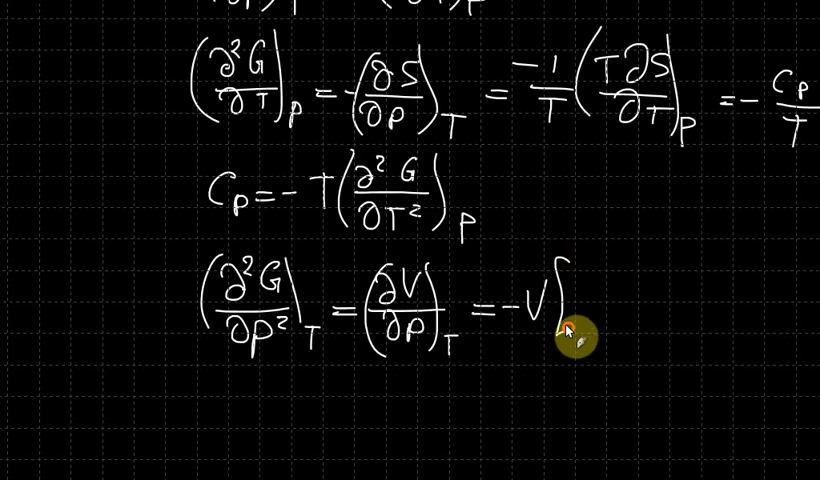 (∂²G/∂T)_P = -(∂S/∂P)_T = -1/T (T∂S/∂T)_P = - C_P/T
C_P = - T(∂²G/∂T²)_P
(∂²G/∂P²)_T = (∂V/∂P)_T = -V(